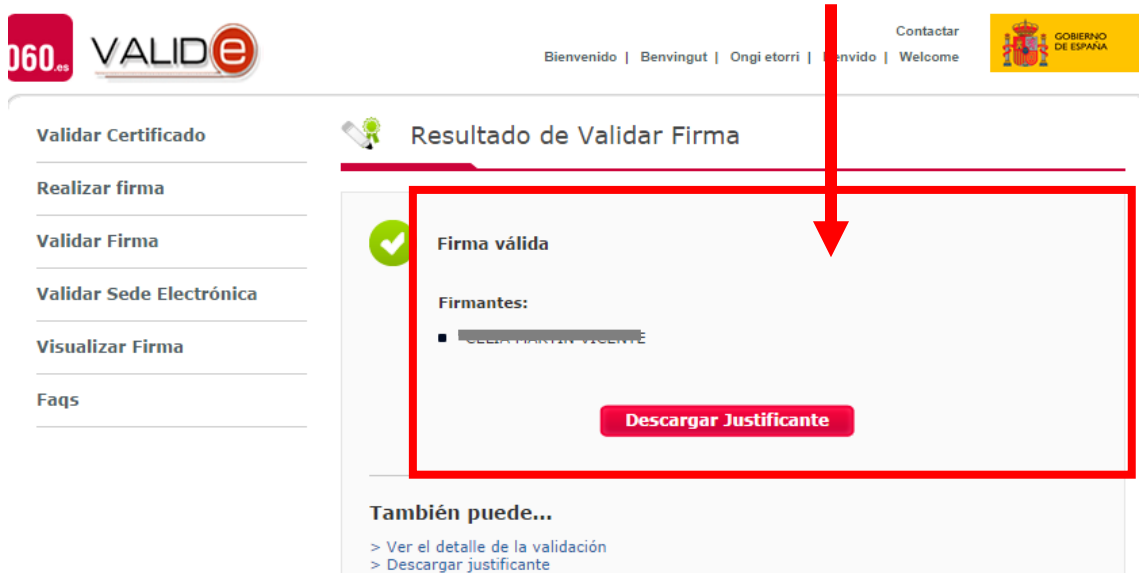 060.es
VALIDe
Contactar
Bienvenido | Benvingut | Ongi etorri | Benvido | Welcome
GOBIERNO
DE ESPAÑA
Validar Certificado
Realizar firma
Validar Firma
Validar Sede Electrónica
Visualizar Firma
Faqs
Resultado de Validar Firma
Firma válida
Firmantes:
Descargar Justificante
También puede...
> Ver el detalle de la validación
> Descargar justificante